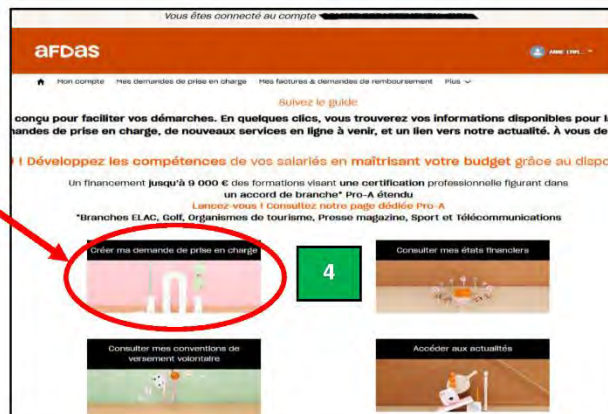 Vous êtes connecté au compte
afDas
Mon compte Mes demandes de prise en charge Mes factures & demandes de remboursement Plus
Suivez le guide
conçu pour faciliter vos démarches. En quelques clics, vous trouverez vos informations disponibles pour la
mandes de prise en charge, de nouveaux services en ligne à venir, et un lien vers notre actualité. À vous de
! Développez les compétences de vos salariés en maîtrisant votre budget grâce au dispo
Un financement jusqu'à 9 000 € des formations visant une certification professionnelle figurant dans
un accord de branche* Pro-A étendu
Lancez-vous ! Consultez notre page dédiée Pro-A
*Branches ELAC, Golf, Organismes de tourisme, Presse magazine, Sport et Télécommunications
Créer ma demande de prise en charge
4
Consulter mes états financiers
Consulter mes conventions de
versement volontaire
Accéder aux actualités